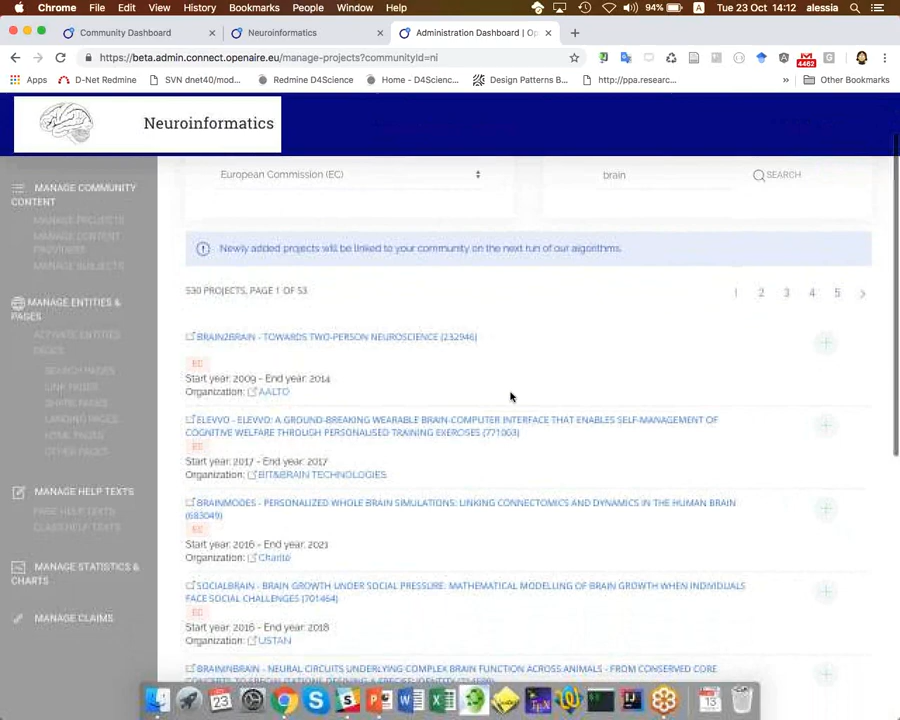 Chrome File Edit View History Bookmarks People Window Help 94% Tue 23 Oct 14:12 alessia
Community Dashboard × Neuroinformatics × Administration Dashboard | Op ×
https://beta.admin.connect.openaire.eu/manage-projects?communityId=ni
4462
Apps D-Net Redmine SVN dnet40/mod... Redmine D4Science Home - D4Scienc... Design Patterns B... http://ppa.researc... » Other Bookmarks
Neuroinformatics
European Commission (EC) brain SEARCH
MANAGE COMMUNITY
CONTENT
MANAGE PROJECTS
MANAGE CONTENT
PROVIDERS
MANAGE SUBJECTS
MANAGE ENTITIES &
PAGES
ACTIVATE ENTITIES
PAGES
SEARCH PAGES
LINK PAGES
SHARE PAGES
LANDING PAGES
HOME PAGES
OTHER PAGES
MANAGE HELP TEXTS
PAGE HELP TEXTS
CLASS HELP TEXTS
MANAGE STATISTICS &
CHARTS
MANAGE CLAIMS
Newly added projects will be linked to your community on the next run of our algorithms.
530 PROJECTS, PAGE 1 OF 53 1 2 3 4 5 >
BRAIN2BRAIN - TOWARDS TWO-PERSON NEUROSCIENCE (232946)
EC
Start year: 2009 - End year: 2014
Organization: AALTO
ELEVVO - ELEVVO: A GROUND-BREAKING WEARABLE BRAIN-COMPUTER INTERFACE THAT ENABLES SELF-MANAGEMENT OF
COGNITIVE WELFARE THROUGH PERSONALISED TRAINING EXERCISES (771063)
EC
Start year: 2017 - End year: 2017
Organization: BIT&BRAIN TECHNOLOGIES
BRAINMODES - PERSONALIZED WHOLE BRAIN SIMULATIONS: LINKING CONNECTOMICS AND DYNAMICS IN THE HUMAN BRAIN
(683049)
EC
Start year: 2016 - End year: 2021
Organization: Charité
SOCIALBRAIN - BRAIN GROWTH UNDER SOCIAL PRESSURE: MATHEMATICAL MODELLING OF BRAIN GROWTH WHEN INDIVIDUALS
FACE SOCIAL CHALLENGES (701464)
EC
Start year: 2016 - End year: 2018
Organization: USTAN
BRAININBRAIN - NEURAL CIRCUITS UNDERLYING COMPLEX BRAIN FUNCTION ACROSS ANIMALS - FROM CONSERVED CORE